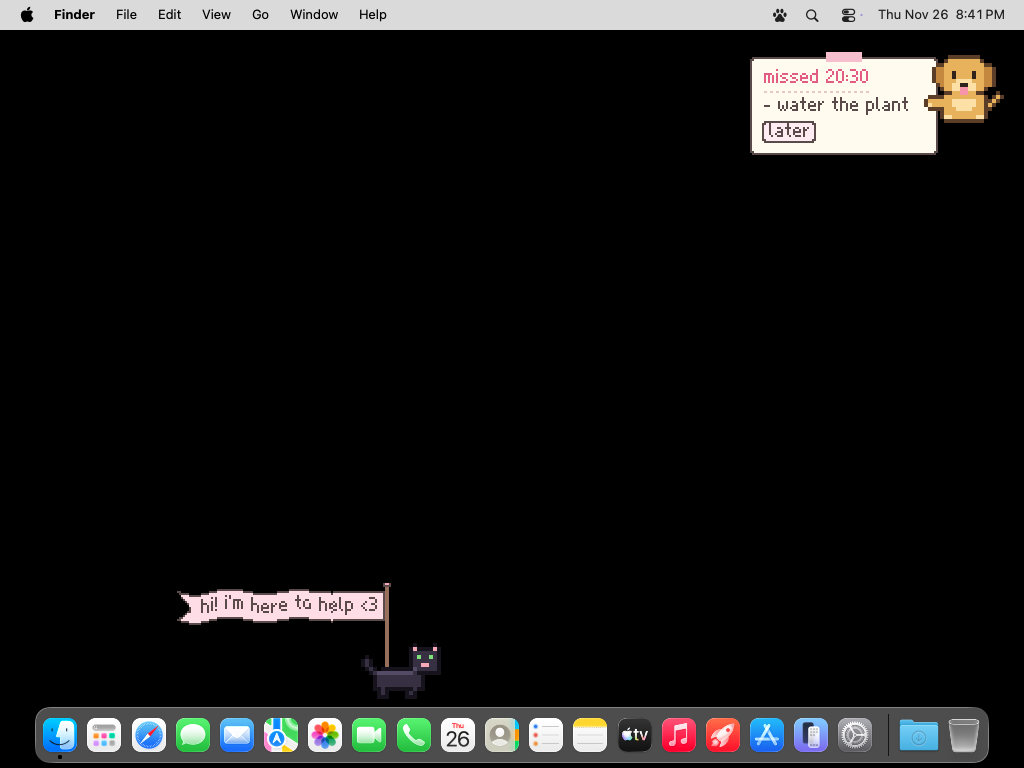 Finder File Edit View Go Window Help Thu Nov 26 8:41 PM
missed 20:30
- water the plant
later
hi! i'm here to help <3
Thu
26
tv